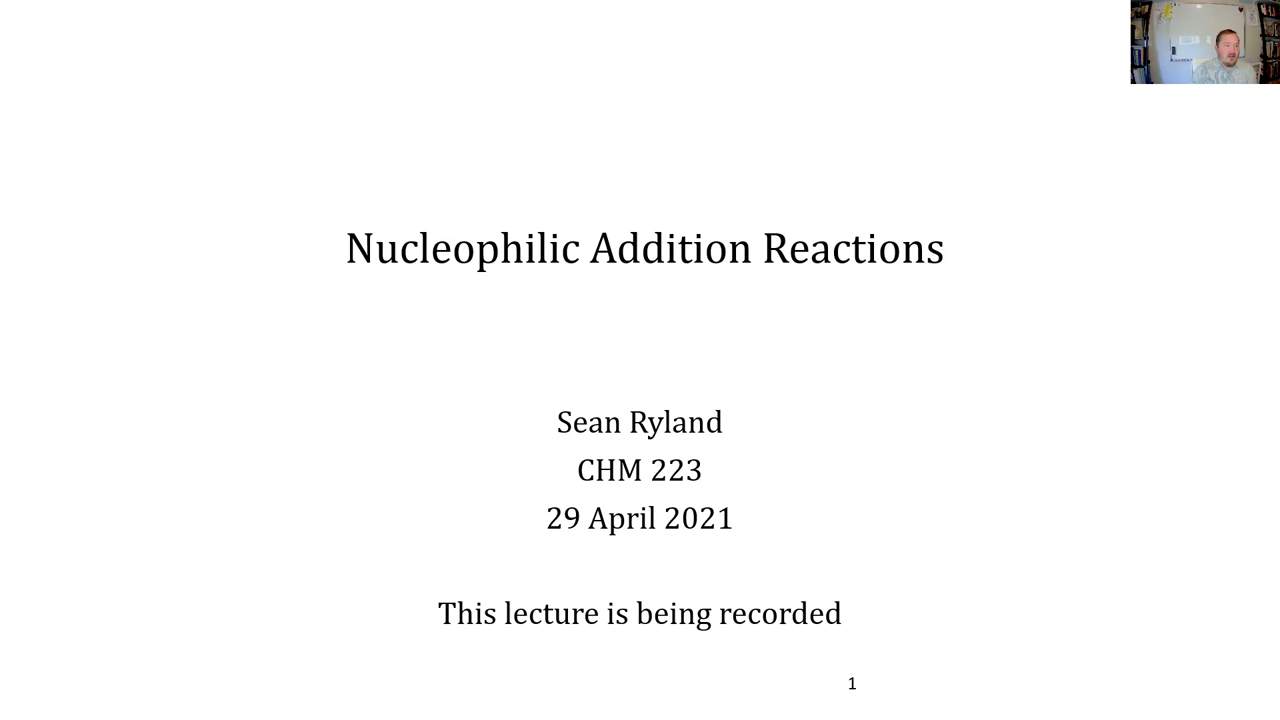 Nucleophilic Addition Reactions
Sean Ryland
CHM 223
29 April 2021
This lecture is being recorded
1